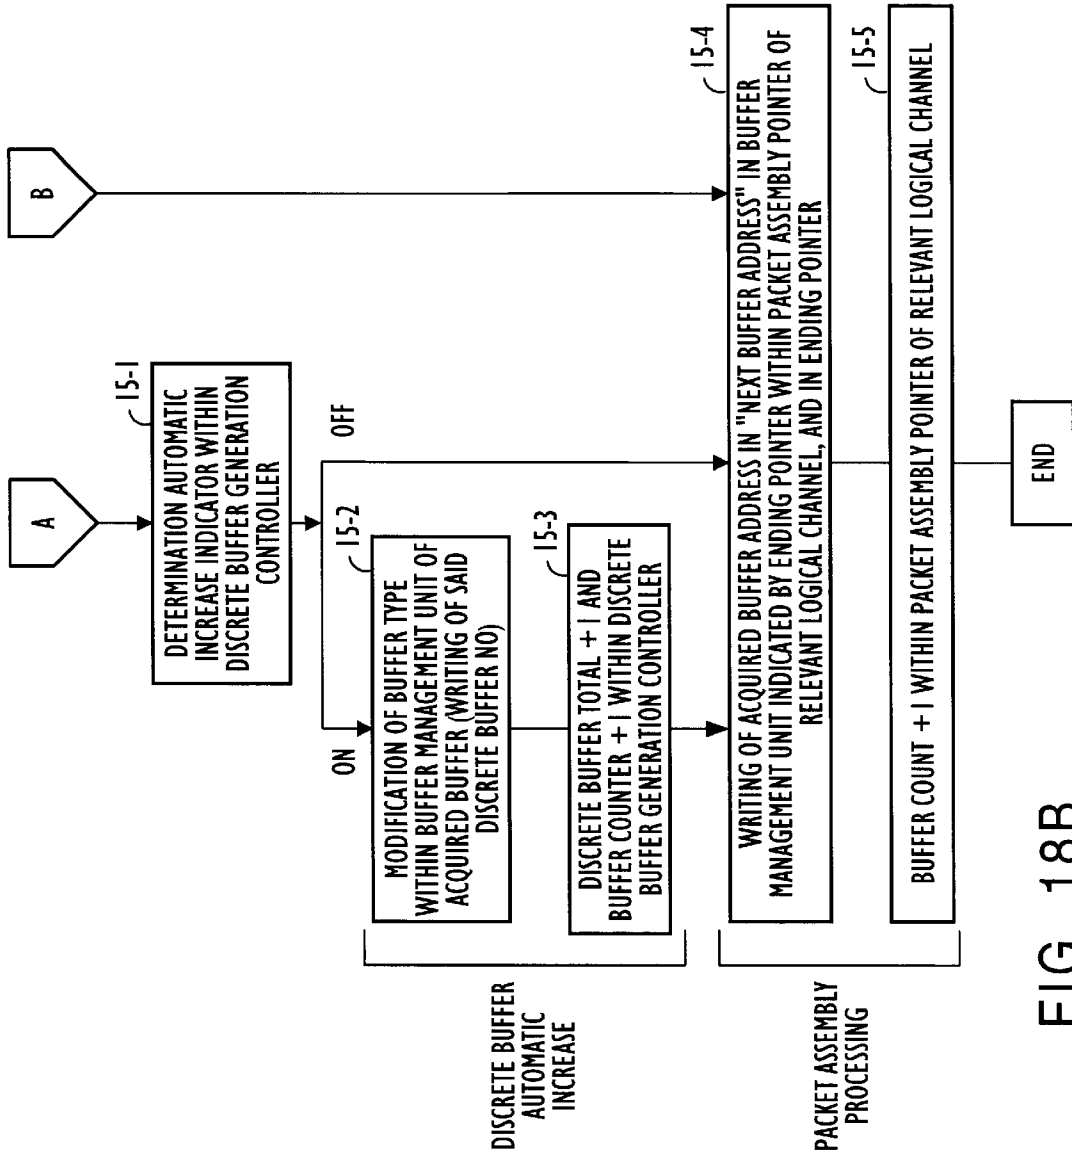 A
B
15-1
DETERMINATION AUTOMATIC
INCREASE INDICATOR WITHIN
DISCRETE BUFFER GENERATION
CONTROLLER
ON
OFF
15-2
MODIFICATION OF BUFFER TYPE
WITHIN BUFFER MANAGEMENT UNIT OF
ACQUIRED BUFFER (WRITING OF SAID
DISCRETE BUFFER NO)
15-3
DISCRETE BUFFER TOTAL + 1 AND
BUFFER COUNTER + 1 WITHIN DISCRETE
BUFFER GENERATION CONTROLLER
DISCRETE BUFFER
AUTOMATIC
INCREASE
15-4
WRITING OF ACQUIRED BUFFER ADDRESS IN "NEXT BUFFER ADDRESS" IN BUFFER
MANAGEMENT UNIT INDICATED BY ENDING POINTER WITHIN PACKET ASSEMBLY POINTER OF
RELEVANT LOGICAL CHANNEL, AND IN ENDING POINTER
15-5
BUFFER COUNT + 1 WITHIN PACKET ASSEMBLY POINTER OF RELEVANT LOGICAL CHANNEL
PACKET ASSEMBLY
PROCESSING
END
FIG. 18B